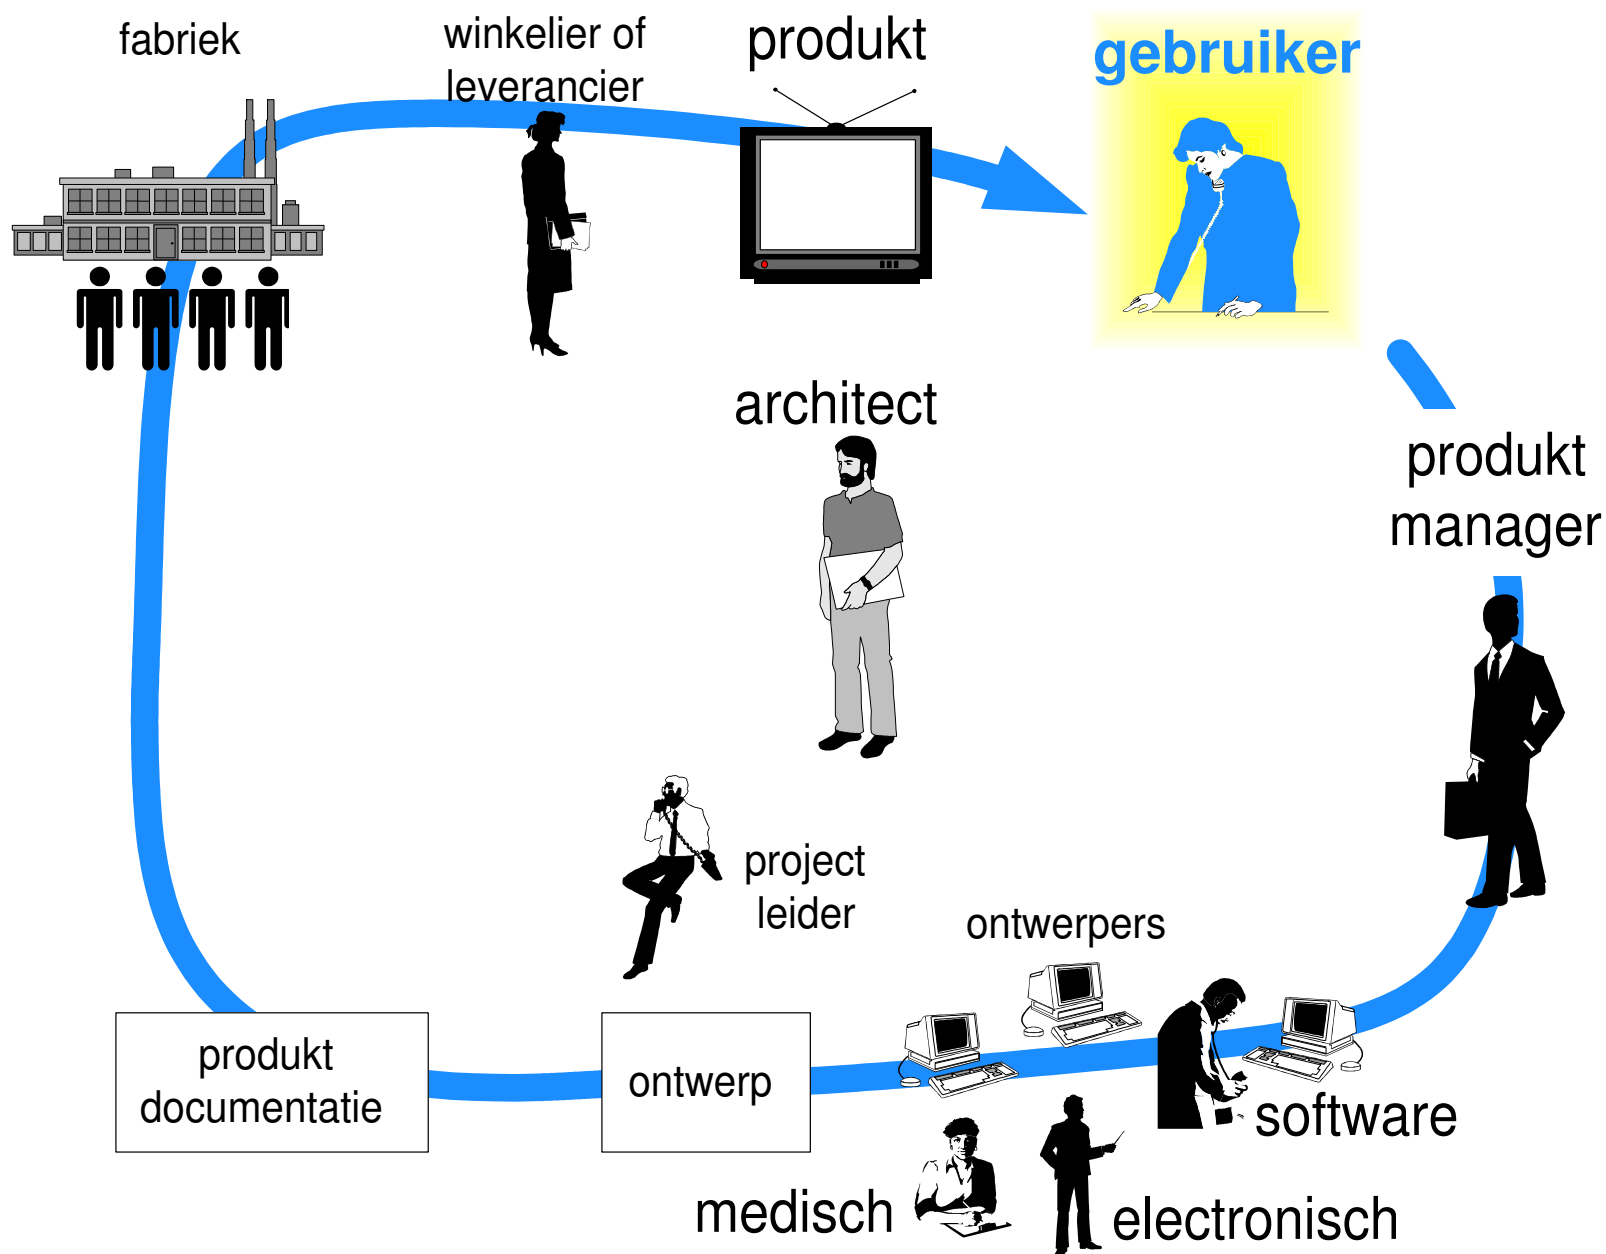 fabriek
winkelier of
leverancier
produkt
gebruiker
architect
produkt
manager
project
leider
ontwerpers
produkt
documentatie
ontwerp
software
medisch
electronisch